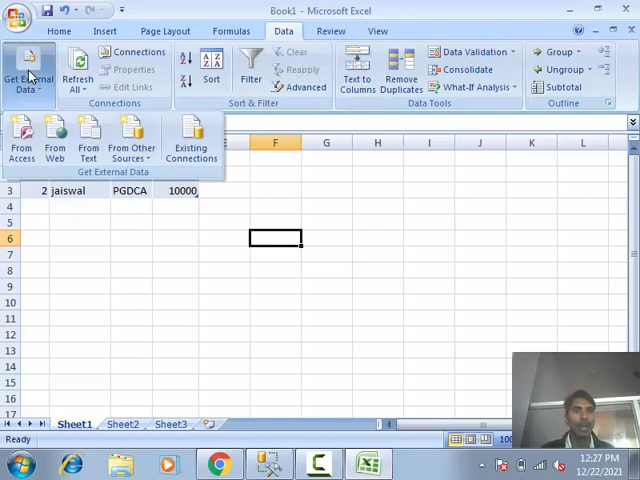 Book1 - Microsoft Excel
Home Insert Page Layout Formulas Data Review View
Get External Data
Refresh All
Connections
Properties
Edit Links
Connections
Sort
Filter
Clear
Reapply
Advanced
Sort & Filter
Text to Columns
Remove Duplicates
Data Validation
Consolidate
What-If Analysis
Data Tools
Group
Ungroup
Subtotal
Outline
From Access
From Web
From Text
From Other Sources
Existing Connections
Get External Data
F G H I J K L
3 2 jaiswal PGDCA 10000
4
5
6
7
8
9
10
11
12
13
14
15
16
17
Sheet1 Sheet2 Sheet3
Ready
12:27 PM
12/22/2021